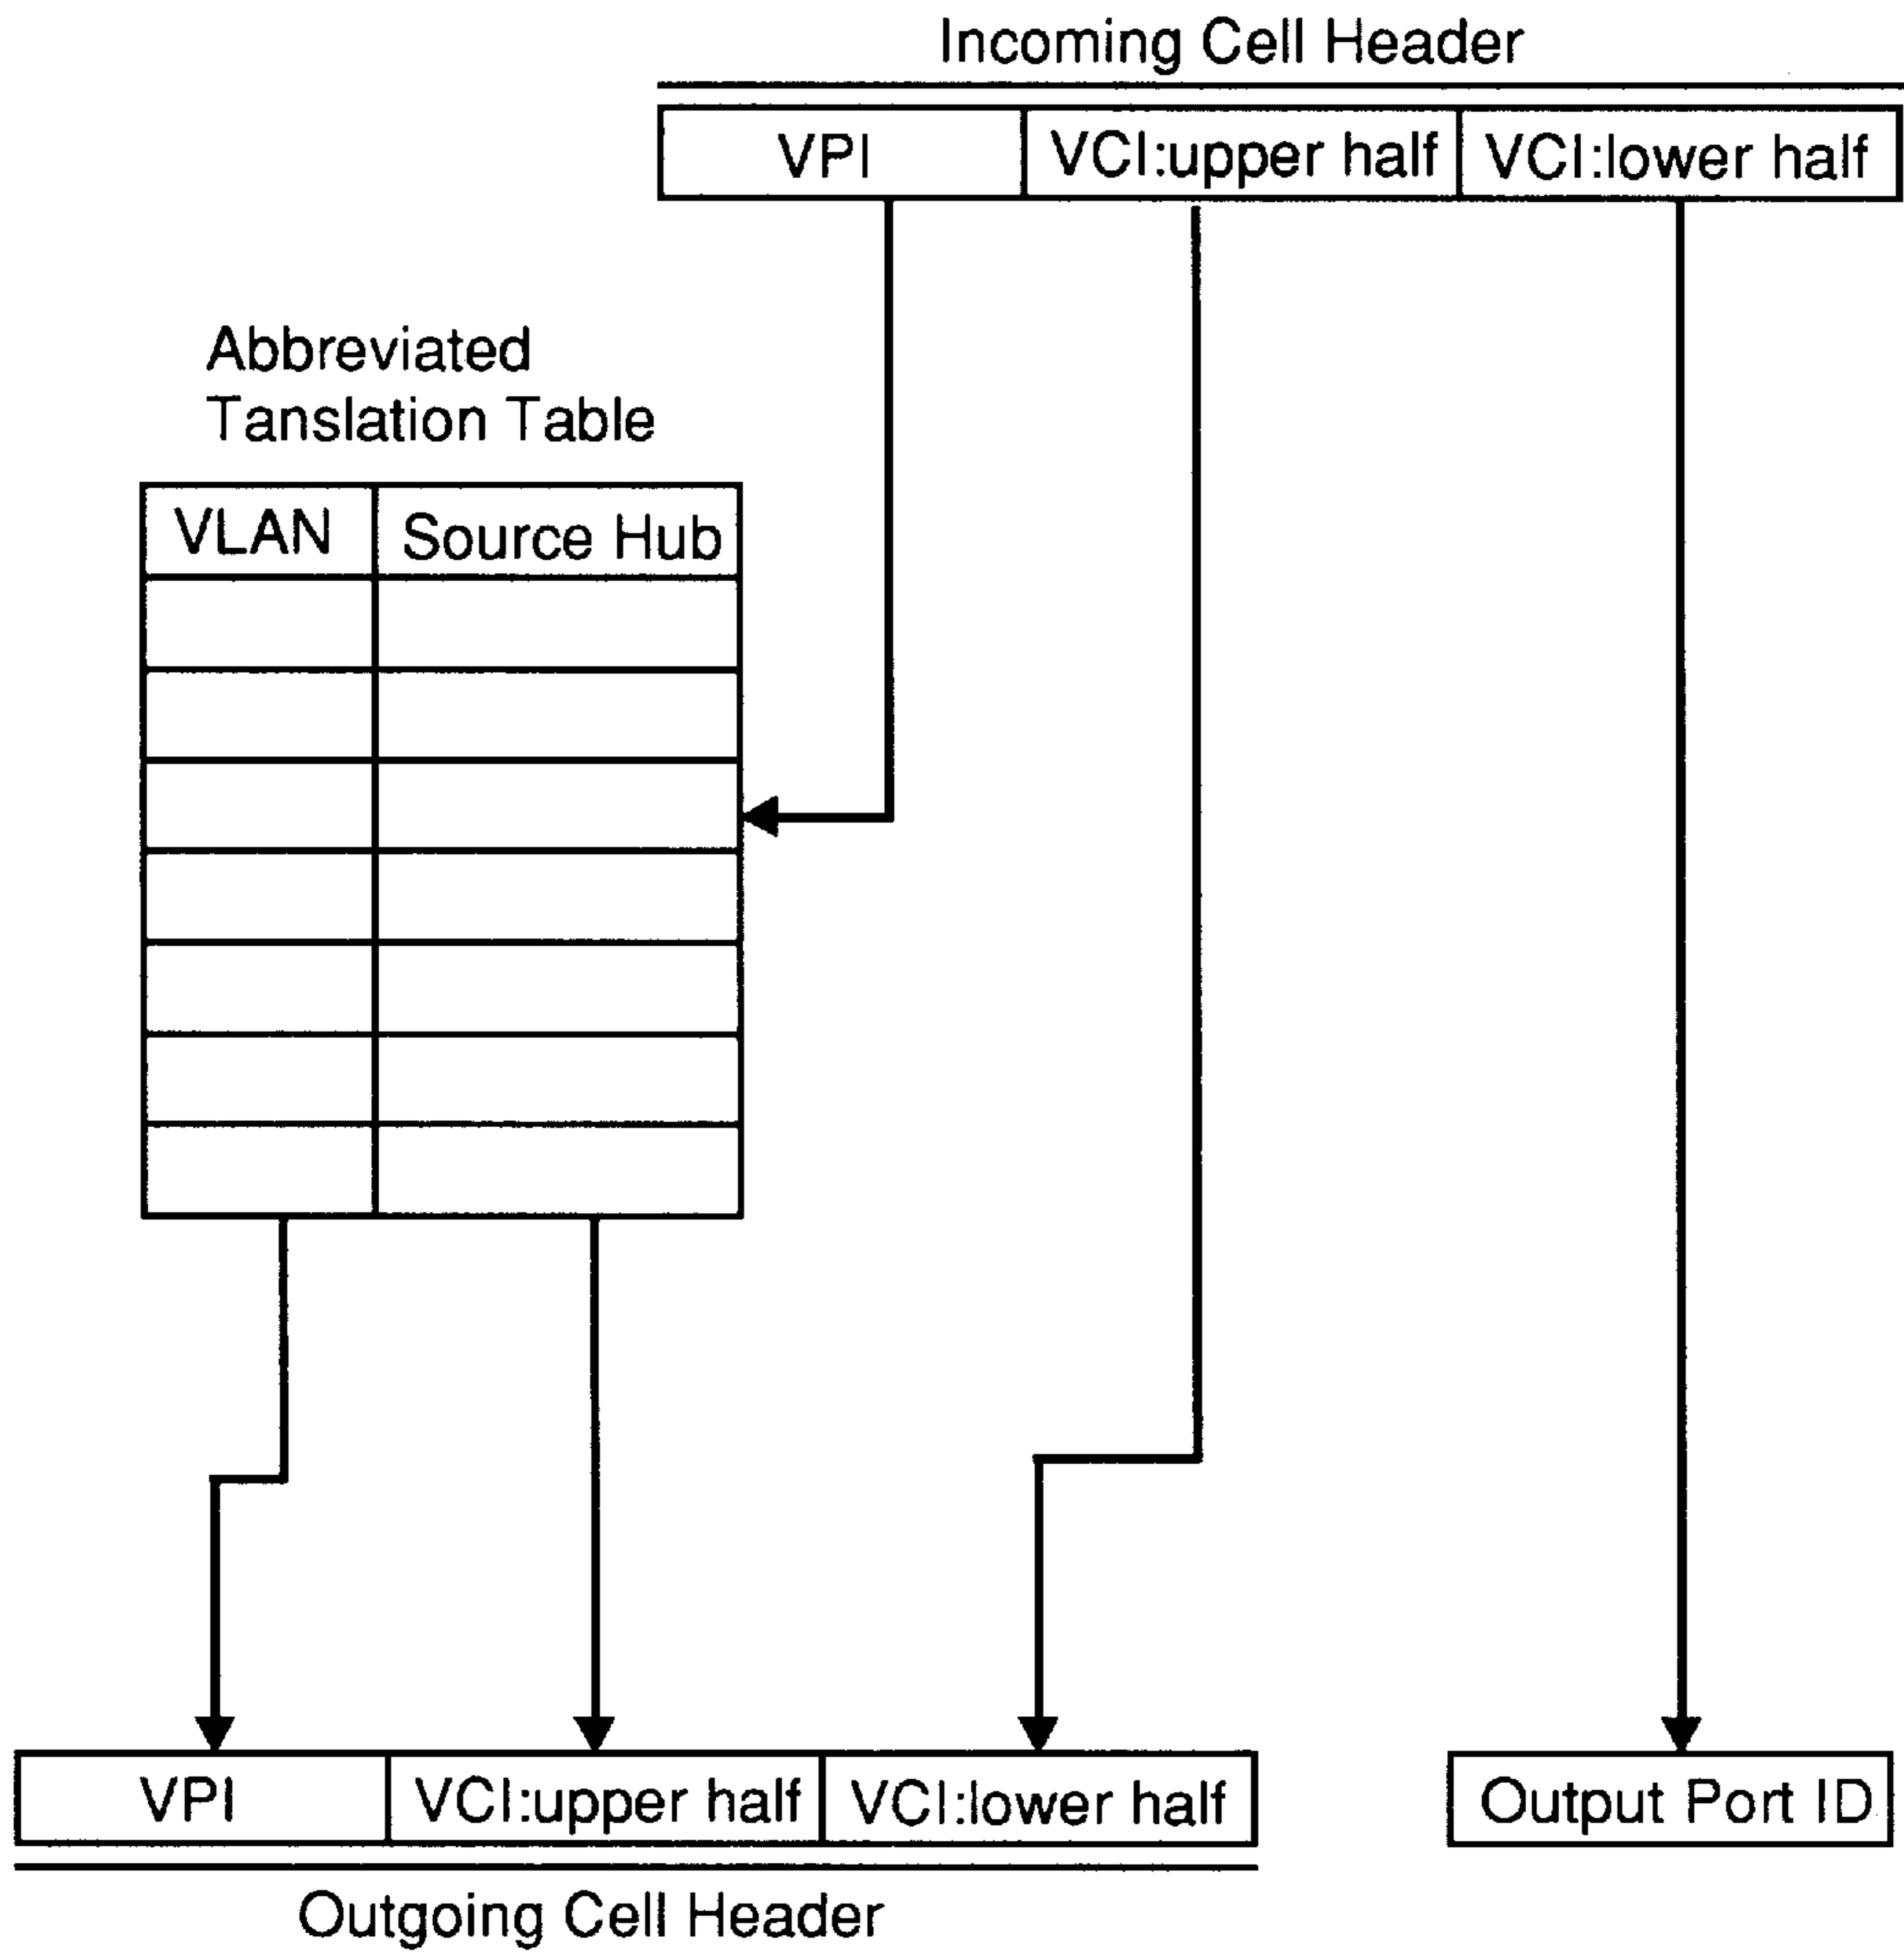 Incoming Cell Header
VPI
VCI:upper half
VCI:lower half
Abbreviated
Tanslation Table
VLAN
Source Hub
VPI
VCI:upper half
VCI:lower half
Output Port ID
Outgoing Cell Header